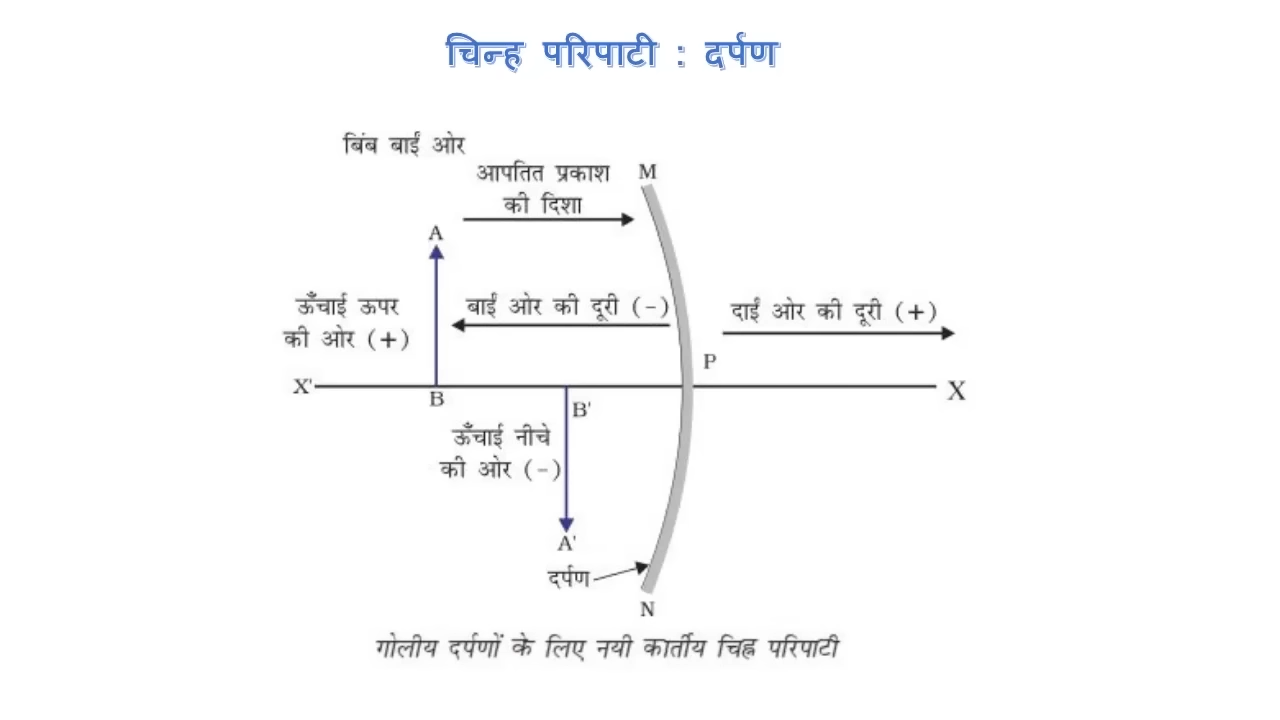 चिन्ह परिपाटी : दर्पण
बिंब बाईं ओर
आपतित प्रकाश
की दिशा
M
A
ऊँचाई ऊपर
की ओर (+)
बाईं ओर की दूरी (-)
दाईं ओर की दूरी (+)
P
X'
B
B'
X
ऊँचाई नीचे
की ओर (-)
A'
दर्पण
N
गोलीय दर्पणों के लिए नयी कार्तीय चिह्न परिपाटी